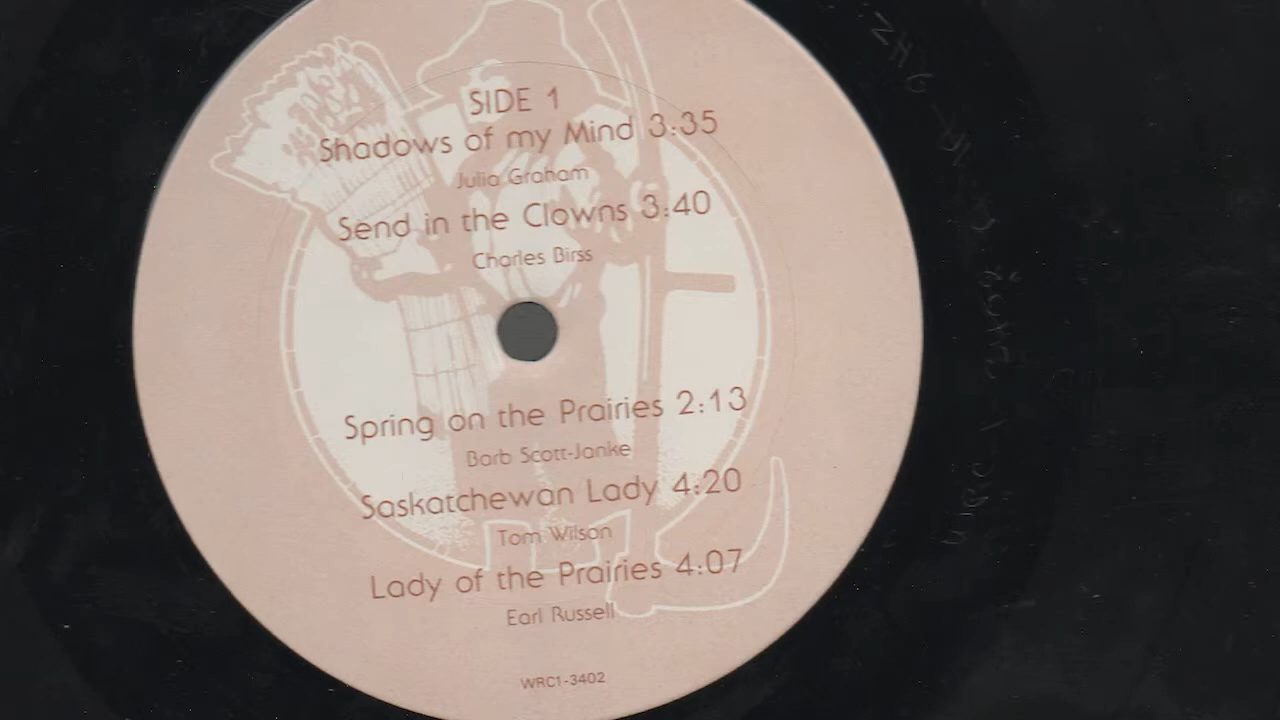 SIDE 1
Shadows of my Mind 3:35
Julia Graham
Send in the Clowns 3:40
Charles Birss
Spring on the Prairies 2:13
Barb Scott-Janke
Saskatchewan Lady 4:20
Tom Wilson
Lady of the Prairies 4:07
Earl Russell
WRC1-3402